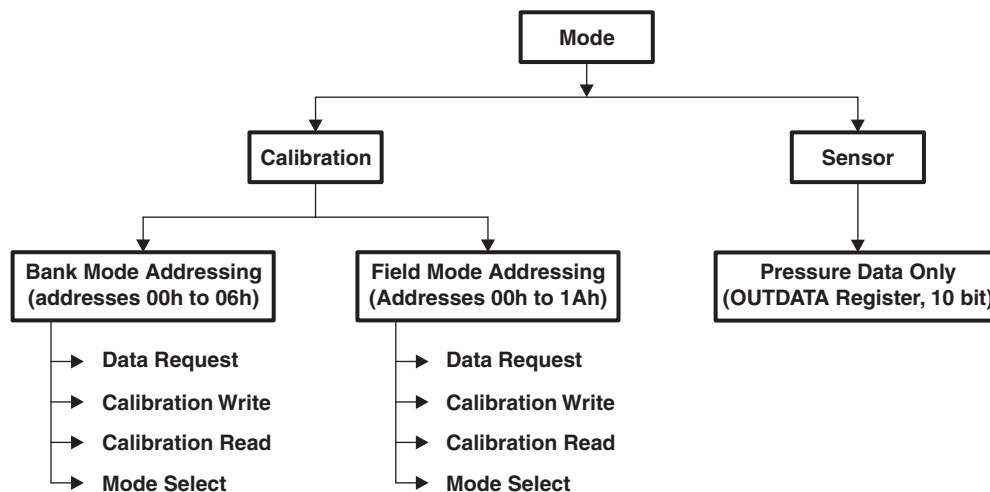 Mode
Calibration
Sensor
Bank Mode Addressing
(addresses 00h to 06h)
Field Mode Addressing
(Addresses 00h to 1Ah)
Pressure Data Only
(OUTDATA Register, 10 bit)
Data Request
Calibration Write
Calibration Read
Mode Select
Data Request
Calibration Write
Calibration Read
Mode Select